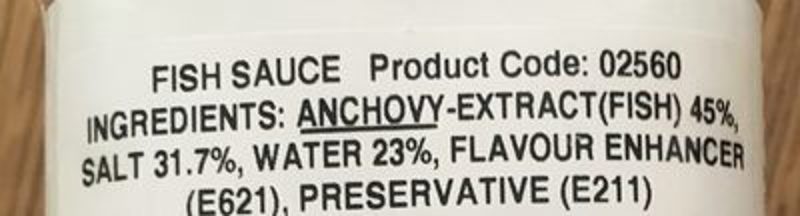 FISH SAUCE Product Code: 02560
INGREDIENTS: ANCHOVY-EXTRACT(FISH) 45%,
SALT 31.7%, WATER 23%, FLAVOUR ENHANCER
(E621), PRESERVATIVE (E211)